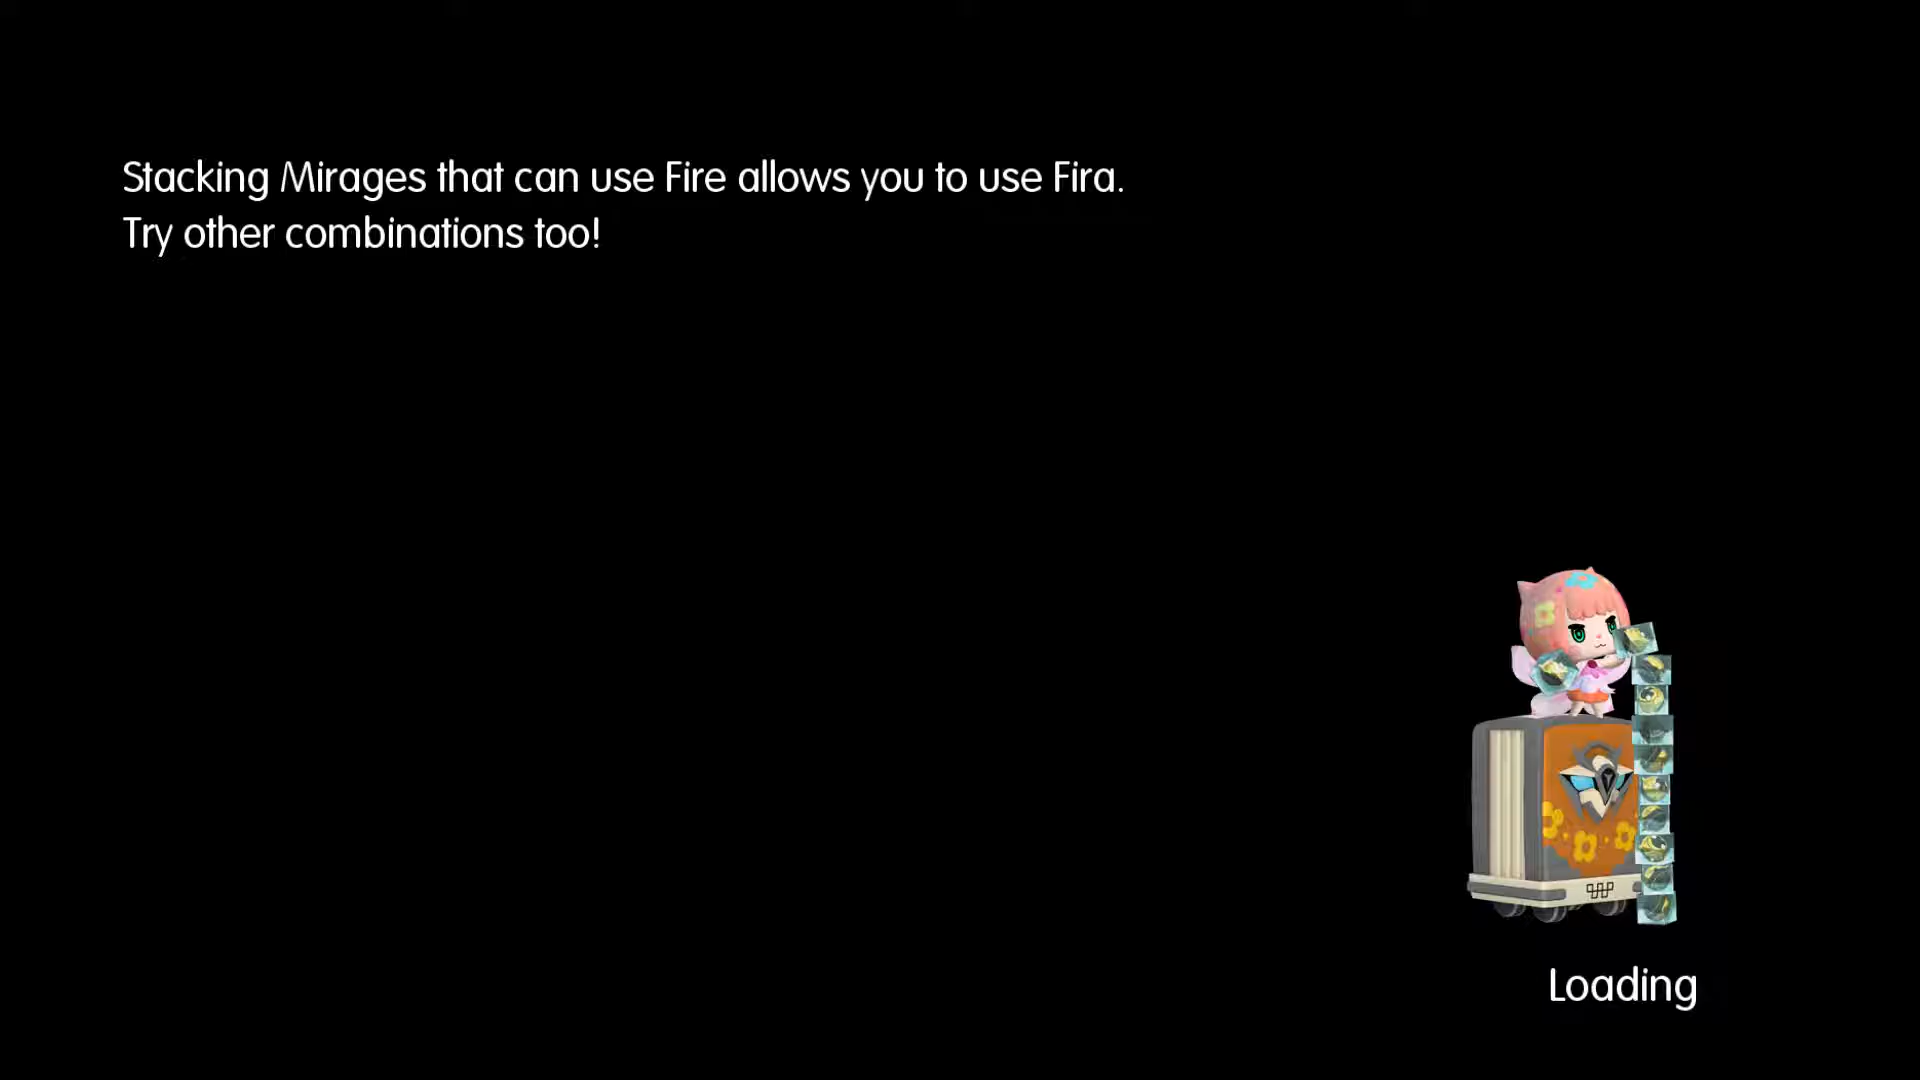 Stacking Mirages that can use Fire allows you to use Fira.
Try other combinations too!
Loading